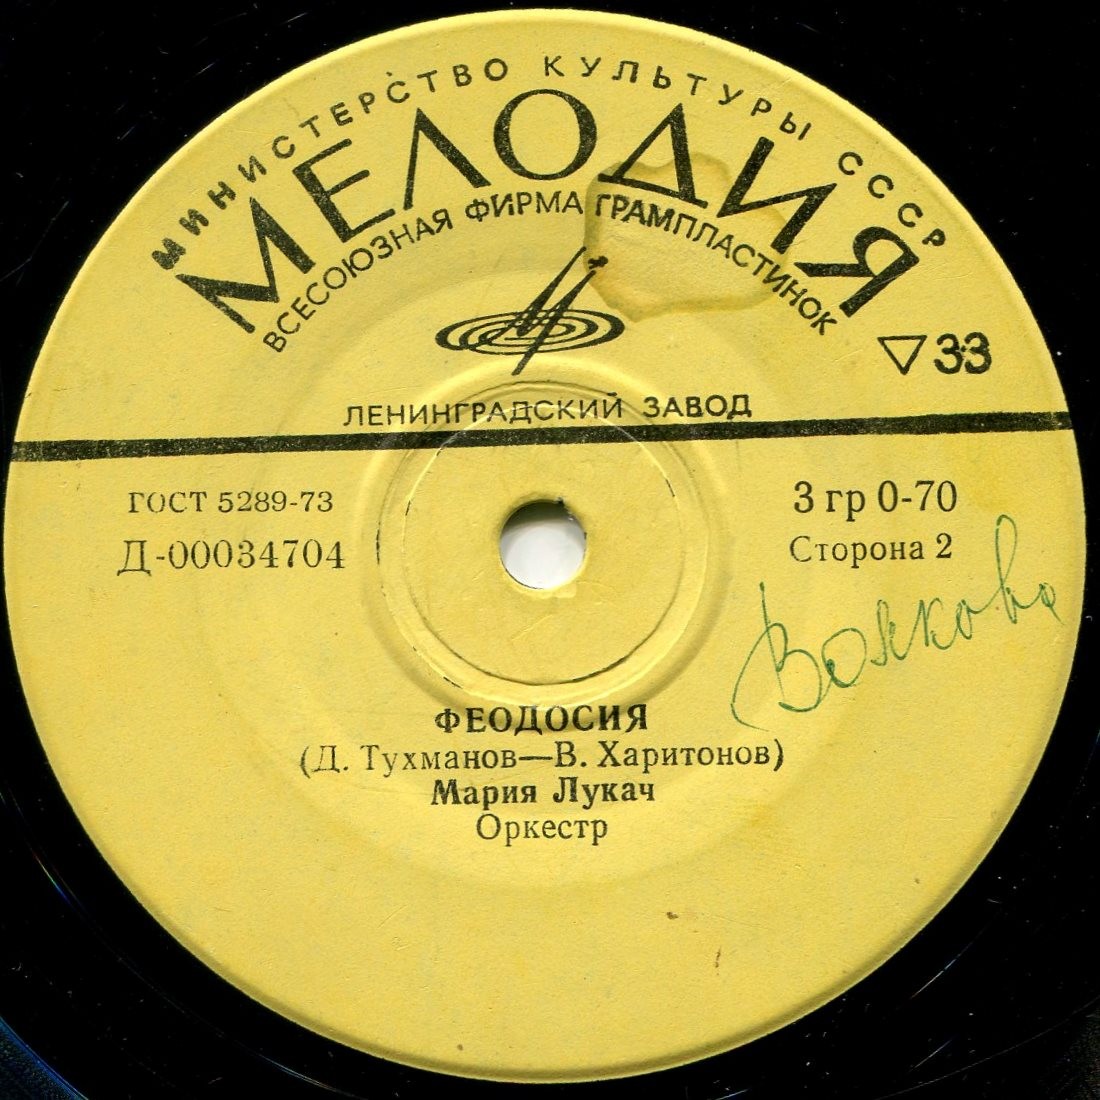 МИНИСТЕРСТВО КУЛЬТУРЫ СССР
МЕЛОДИЯ
ВСЕСОЮЗНАЯ ФИРМА ГРАМПЛАСТИНОК
▽33
ЛЕНИНГРАДСКИЙ ЗАВОД
ГОСТ 5289-73
Д-00034704
3 гр 0-70
Сторона 2
ФЕОДОСИЯ
(Д. Тухманов—В. Харитонов)
Мария Лукач
Оркестр